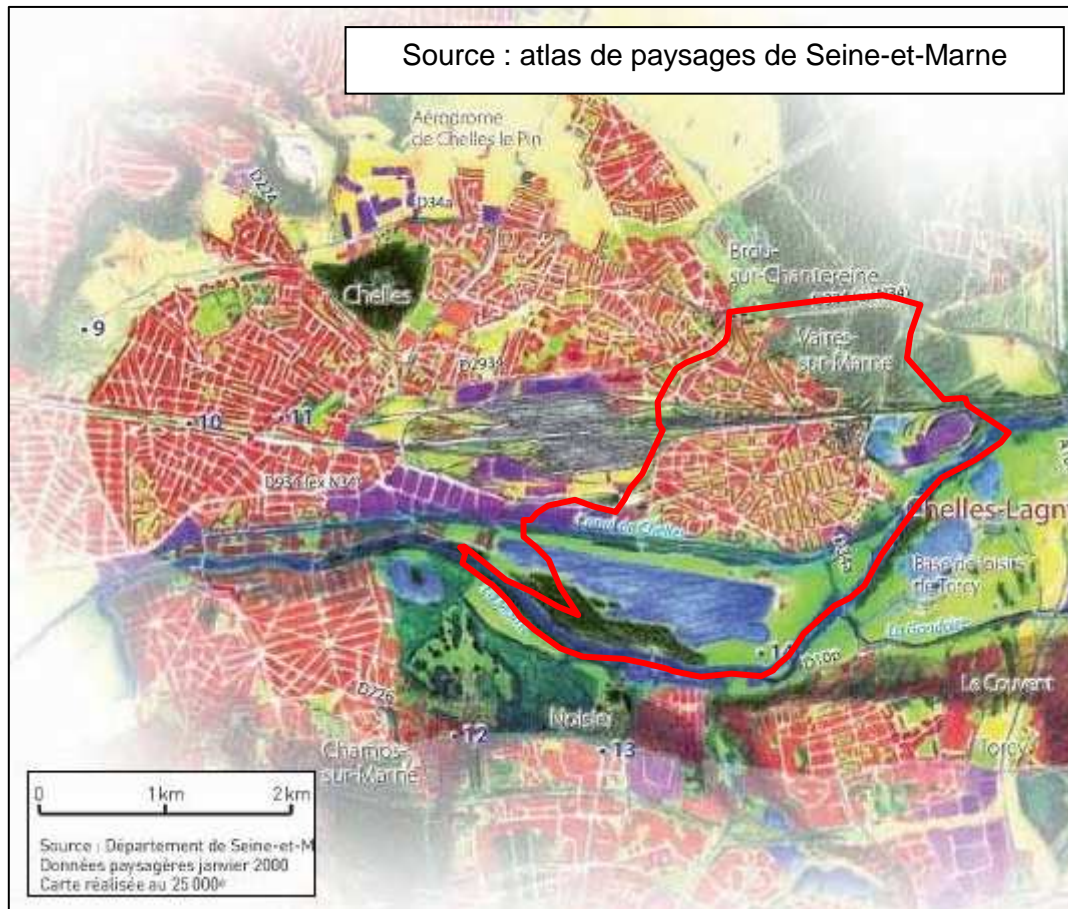 Source : atlas de paysages de Seine-et-Marne
Aérodrome
de Chelles le Pin
D224
D34a
Chelles
Brou-
sur-Chantereine
Vaires-
sur-Marne
9
D2934
11
10
D934 (ex N34)
Canal de Chelles
Chelles-Lagn
Base de loisirs
de Torcy
La Gondoire
14
D10p
Le Couvent
D226
Noisiel
12
13
Torcy
Champs-
sur-Marne
0 1km 2km
Source : Département de Seine-et-M
Données paysagères janvier 2000
Carte réalisée au 25 000e